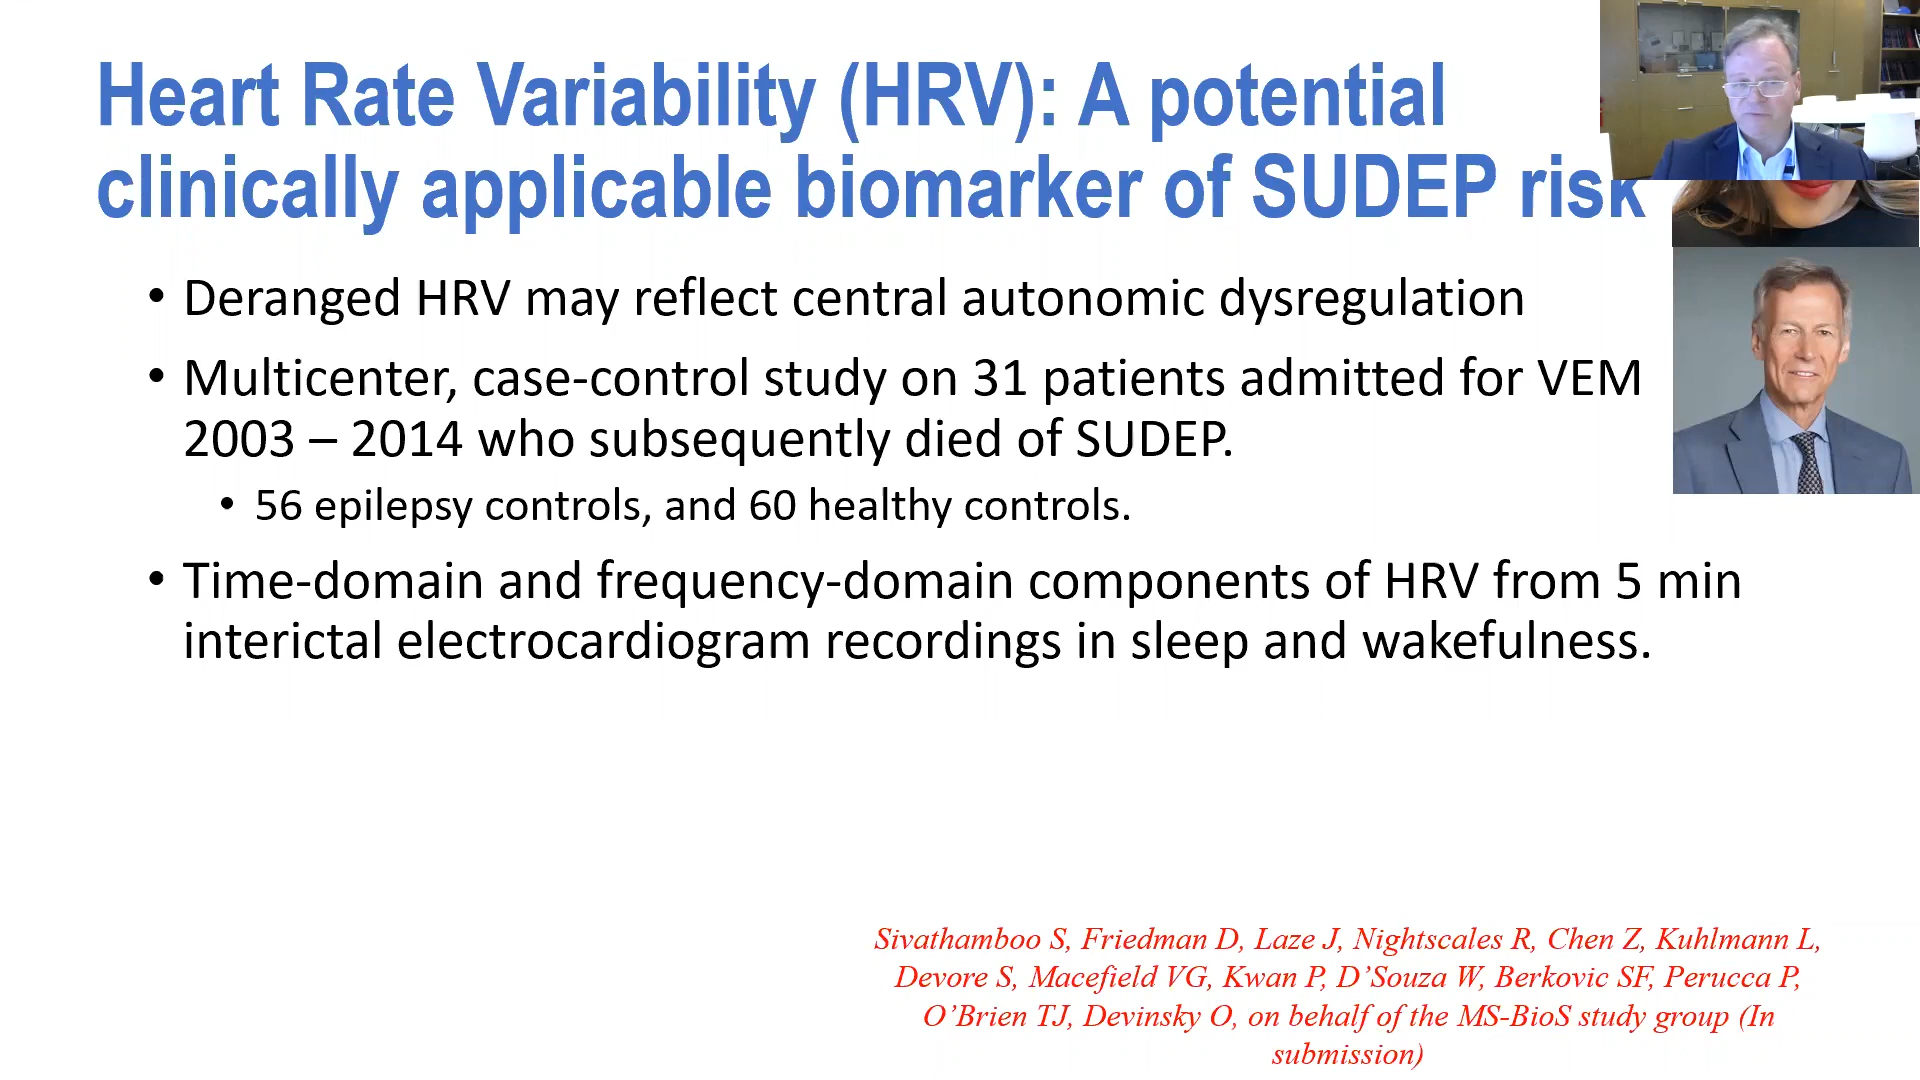 Heart Rate Variability (HRV): A potential
clinically applicable biomarker of SUDEP risk
• Deranged HRV may reflect central autonomic dysregulation
• Multicenter, case-control study on 31 patients admitted for VEM
2003 – 2014 who subsequently died of SUDEP.
• 56 epilepsy controls, and 60 healthy controls.
• Time-domain and frequency-domain components of HRV from 5 min
interictal electrocardiogram recordings in sleep and wakefulness.
Sivathamboo S, Friedman D, Laze J, Nightscales R, Chen Z, Kuhlmann L,
Devore S, Macefield VG, Kwan P, D’Souza W, Berkovic SF, Perucca P,
O’Brien TJ, Devinsky O, on behalf of the MS-BioS study group (In
submission)